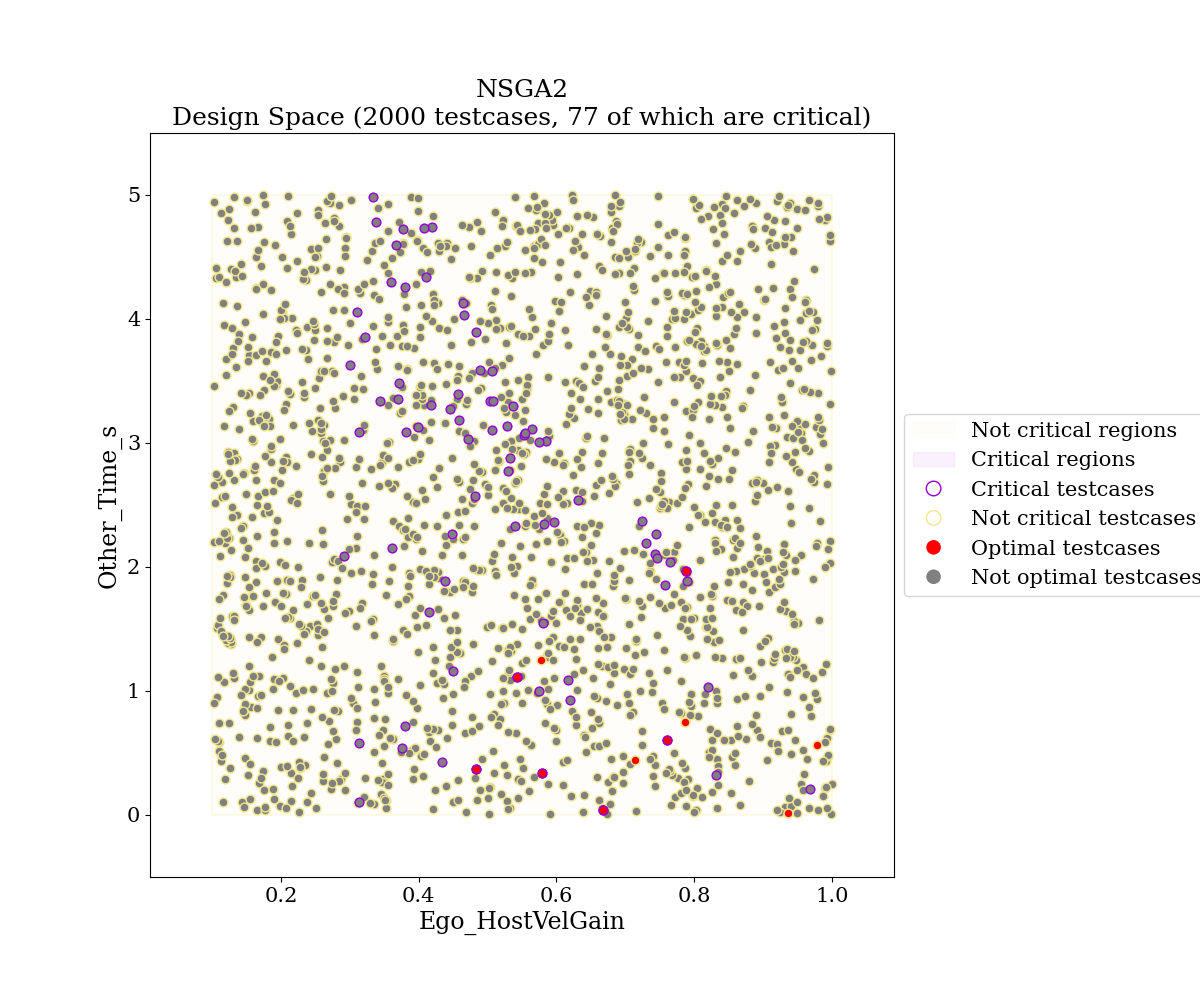 NSGA2
Design Space (2000 testcases, 77 of which are critical)
5
4
3
2
1
0
Other_Time_s
0.2
0.4
0.6
0.8
1.0
Ego_HostVelGain
Not critical regions
Critical regions
Critical testcases
Not critical testcases
Optimal testcases
Not optimal testcases